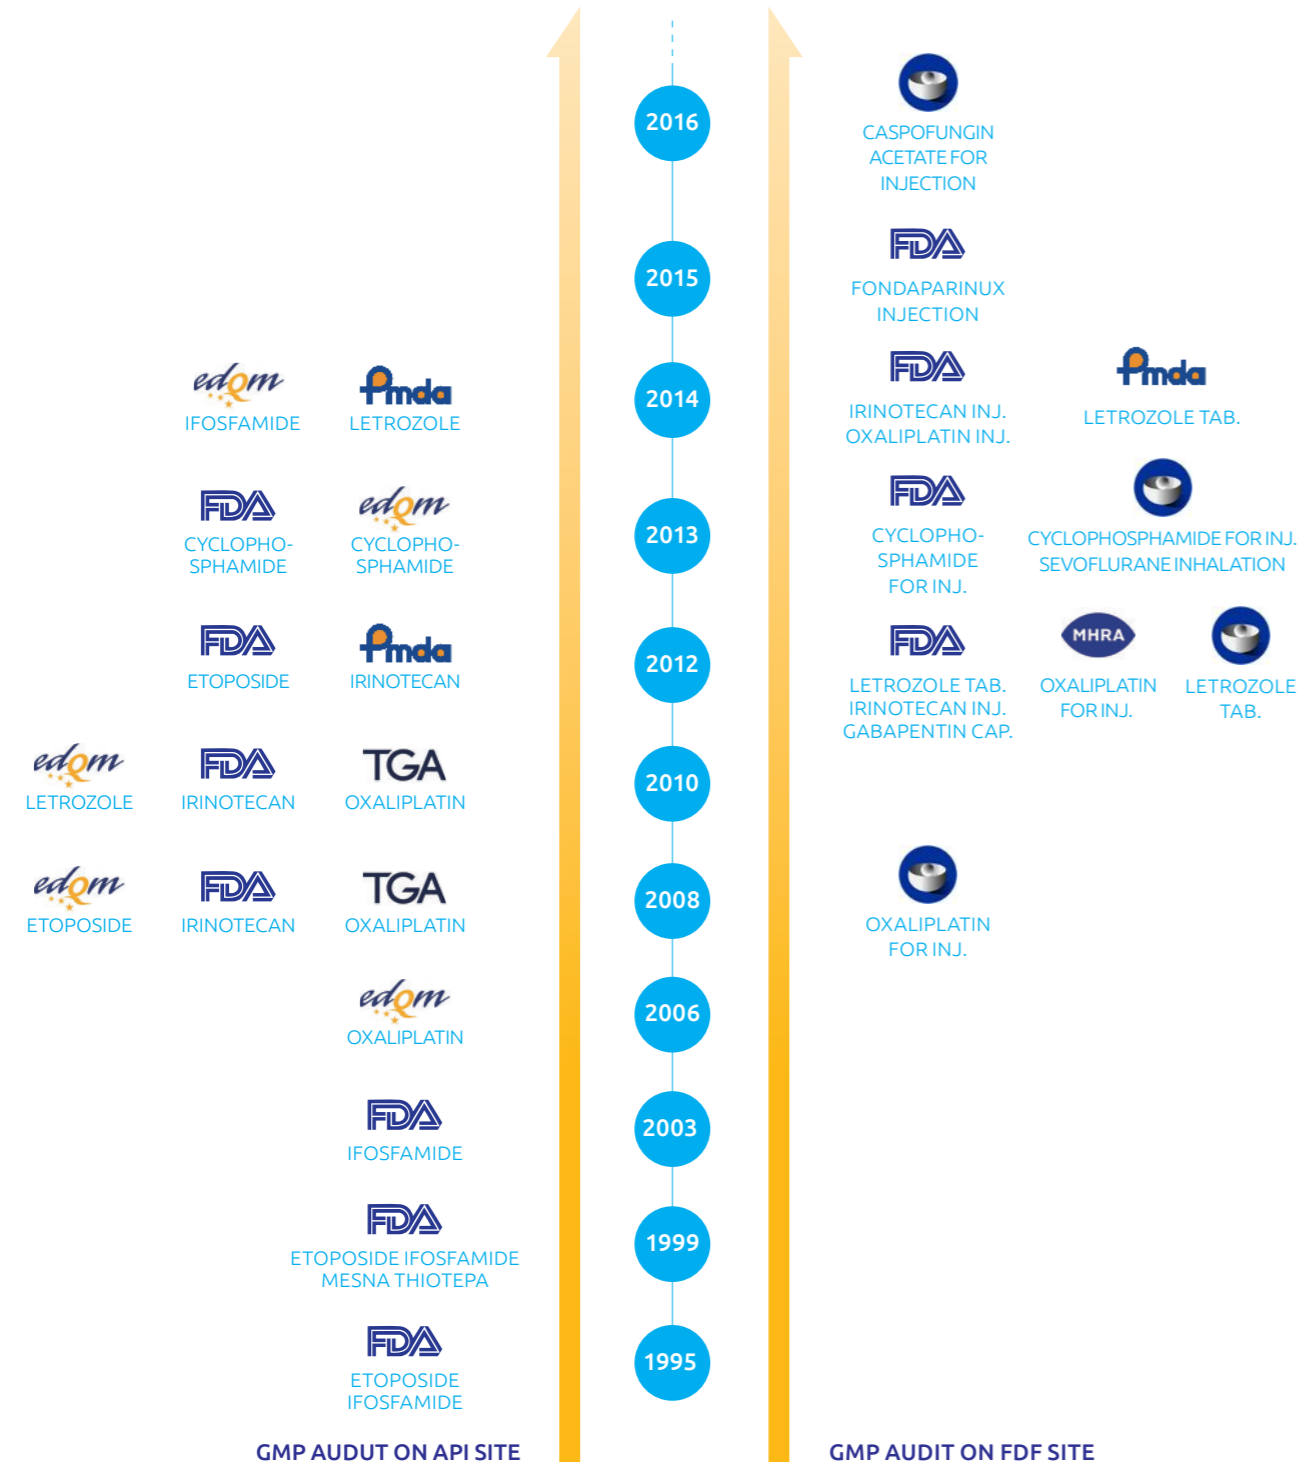 2016
CASPOFUNGIN
ACETATE FOR
INJECTION
2015
FDA
FONDAPARINUX
INJECTION
edQm
IFOSFAMIDE
Pmda
LETROZOLE
2014
FDA
IRINOTECAN INJ.
OXALIPLATIN INJ.
Pmda
LETROZOLE TAB.
FDA
CYCLOPHO-
SPHAMIDE
edQm
CYCLOPHO-
SPHAMIDE
2013
FDA
CYCLOPHO-
SPHAMIDE
FOR INJ.
CYCLOPHOSPHAMIDE FOR INJ.
SEVOFLURANE INHALATION
FDA
ETOPOSIDE
Pmda
IRINOTECAN
2012
FDA
LETROZOLE TAB.
IRINOTECAN INJ.
GABAPENTIN CAP.
MHRA
OXALIPLATIN
FOR INJ.
LETROZOLE
TAB.
edQm
LETROZOLE
FDA
IRINOTECAN
TGA
OXALIPLATIN
2010
edQm
ETOPOSIDE
FDA
IRINOTECAN
TGA
OXALIPLATIN
2008
OXALIPLATIN
FOR INJ.
edQm
OXALIPLATIN
2006
FDA
IFOSFAMIDE
2003
FDA
ETOPOSIDE IFOSFAMIDE
MESNA THIOTEPA
1999
FDA
ETOPOSIDE
IFOSFAMIDE
1995
GMP AUDUT ON API SITE
GMP AUDIT ON FDF SITE